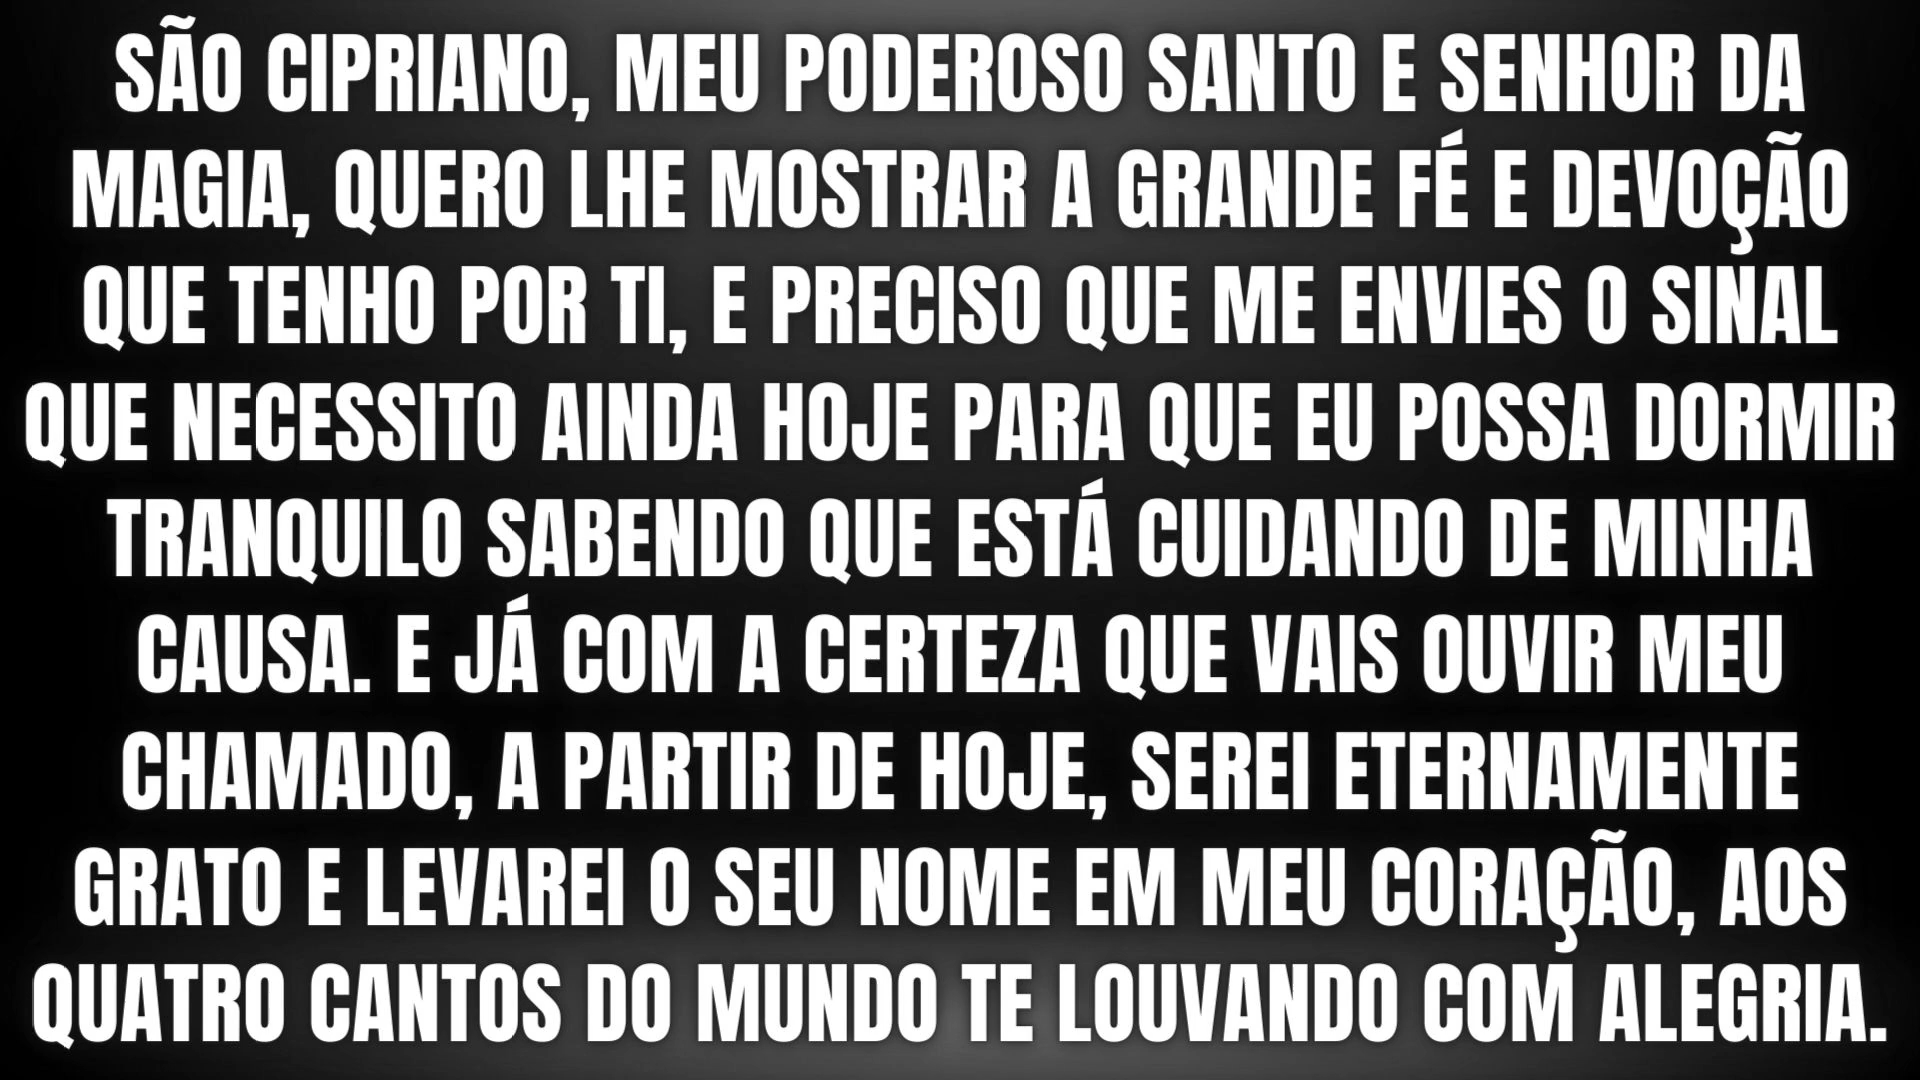 SÃO CIPRIANO, MEU PODEROSO SANTO E SENHOR DA
MAGIA, QUERO LHE MOSTRAR A GRANDE FÉ E DEVOÇÃO
QUE TENHO POR TI, E PRECISO QUE ME ENVIES O SINAL
QUE NECESSITO AINDA HOJE PARA QUE EU POSSA DORMIR
TRANQUILO SABENDO QUE ESTÁ CUIDANDO DE MINHA
CAUSA. E JÁ COM A CERTEZA QUE VAIS OUVIR MEU
CHAMADO, A PARTIR DE HOJE, SEREI ETERNAMENTE
GRATO E LEVAREI O SEU NOME EM MEU CORAÇÃO, AOS
QUATRO CANTOS DO MUNDO TE LOUVANDO COM ALEGRIA.